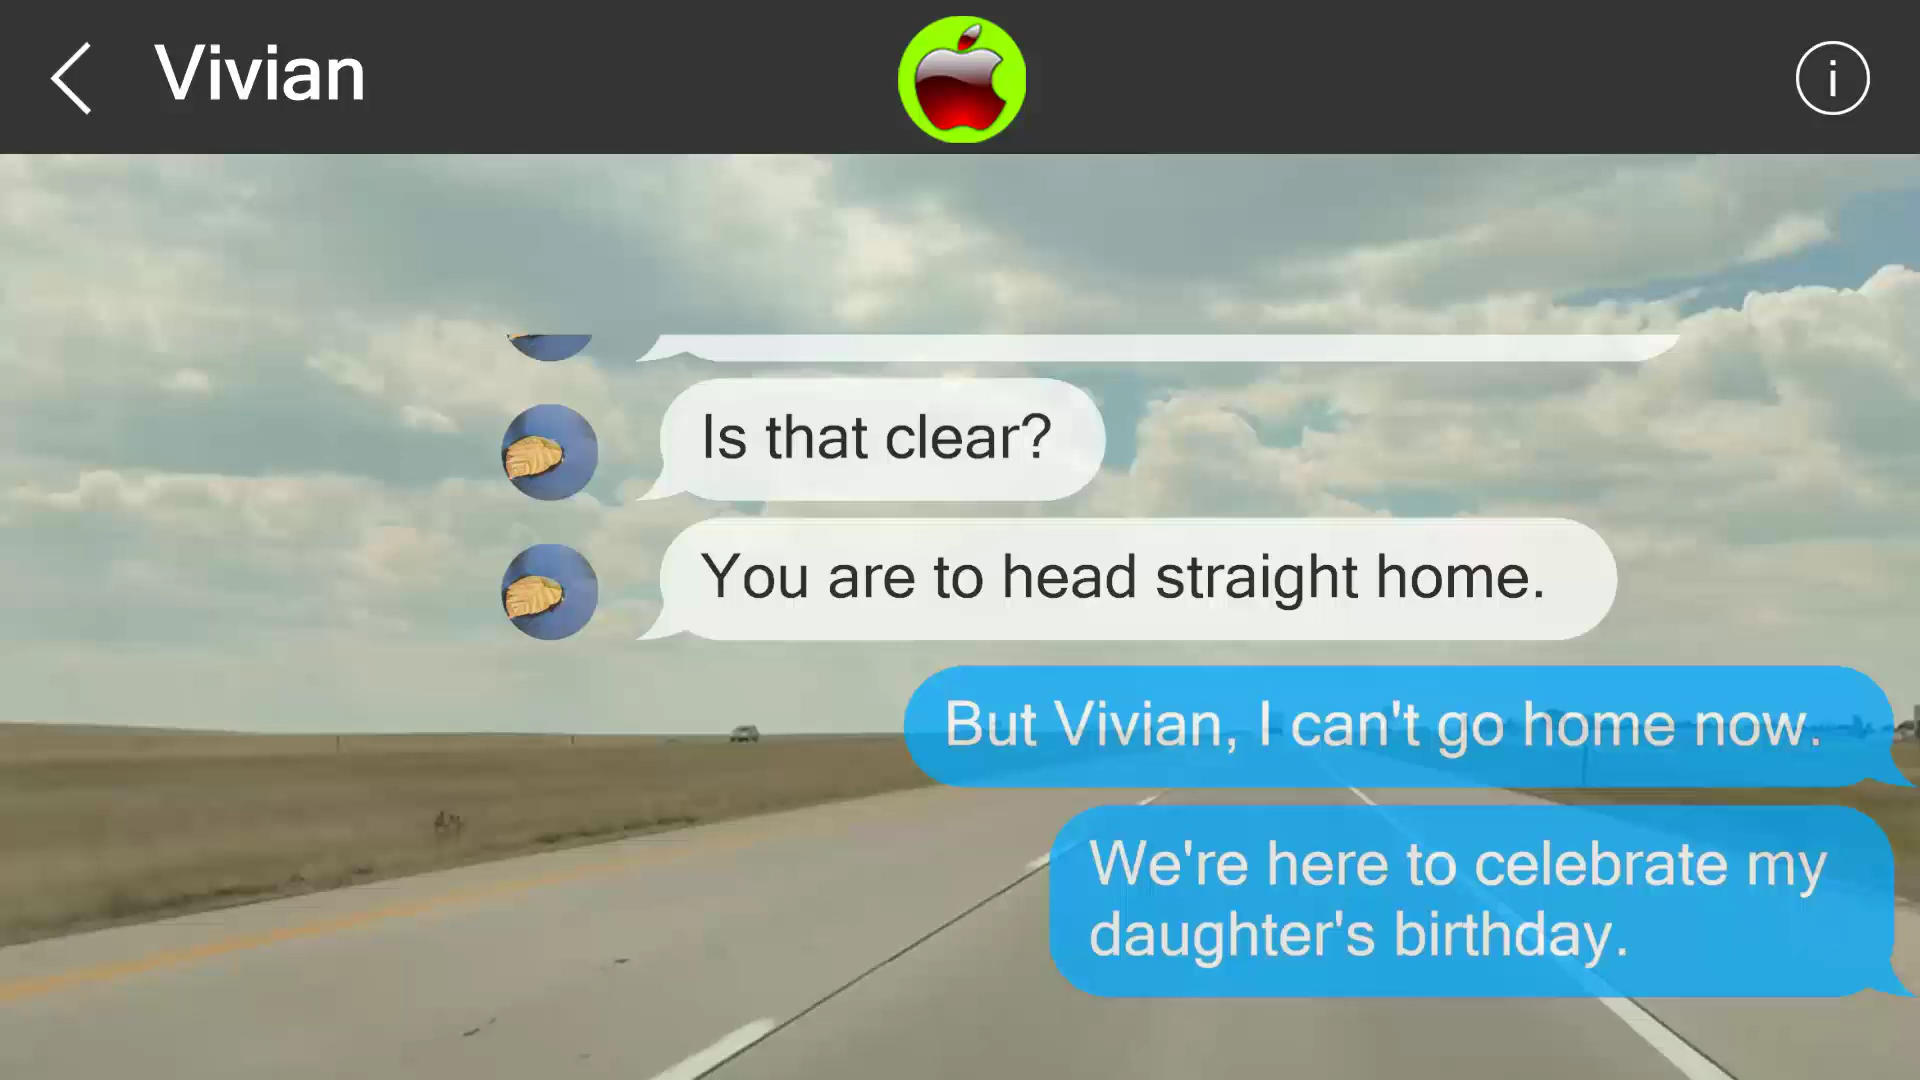 Vivian
i
Is that clear?
You are to head straight home.
But Vivian, I can't go home now.
We're here to celebrate my
daughter's birthday.